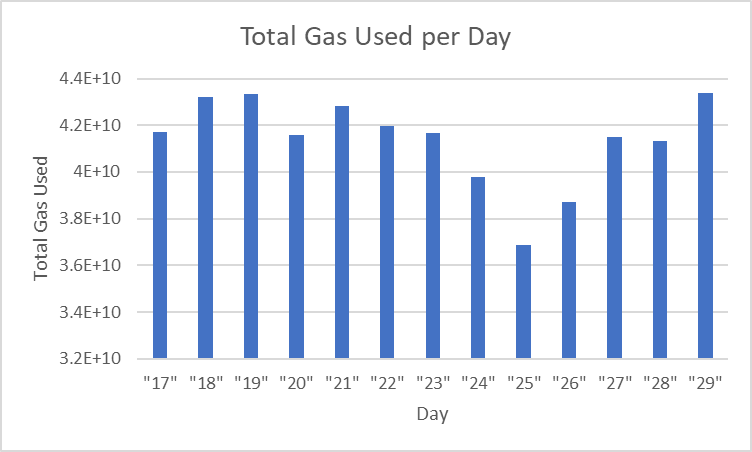 Total Gas Used per Day
Total Gas Used
4.4E+10
4.2E+10
4E+10
3.8E+10
3.6E+10
3.4E+10
3.2E+10
"17" "18" "19" "20" "21" "22" "23" "24" "25" "26" "27" "28" "29"
Day